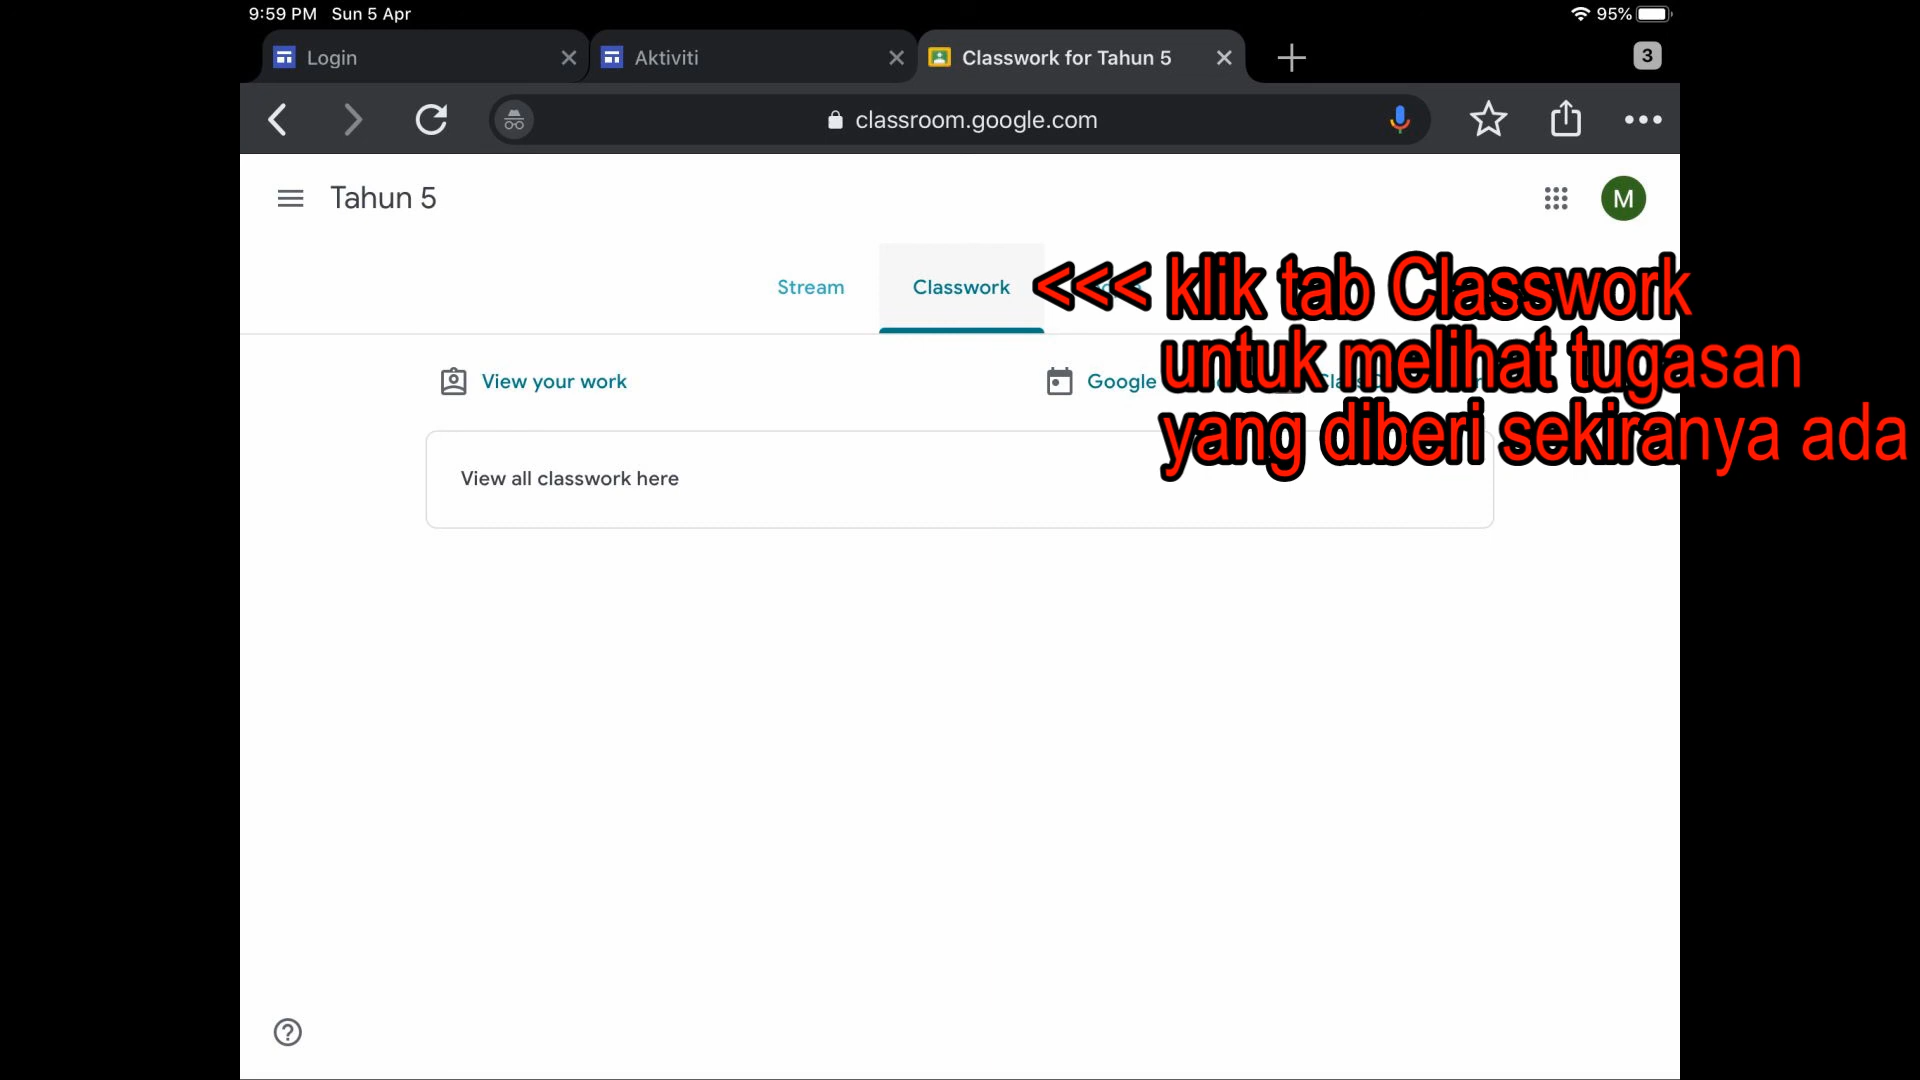 9:59 PM Sun 5 Apr 95%
Login Aktiviti Classwork for Tahun 5 3
classroom.google.com
Tahun 5 M
Stream Classwork <<< klik tab Classwork
untuk melihat tugasan
View your work Google
yang diberi sekiranya ada
View all classwork here